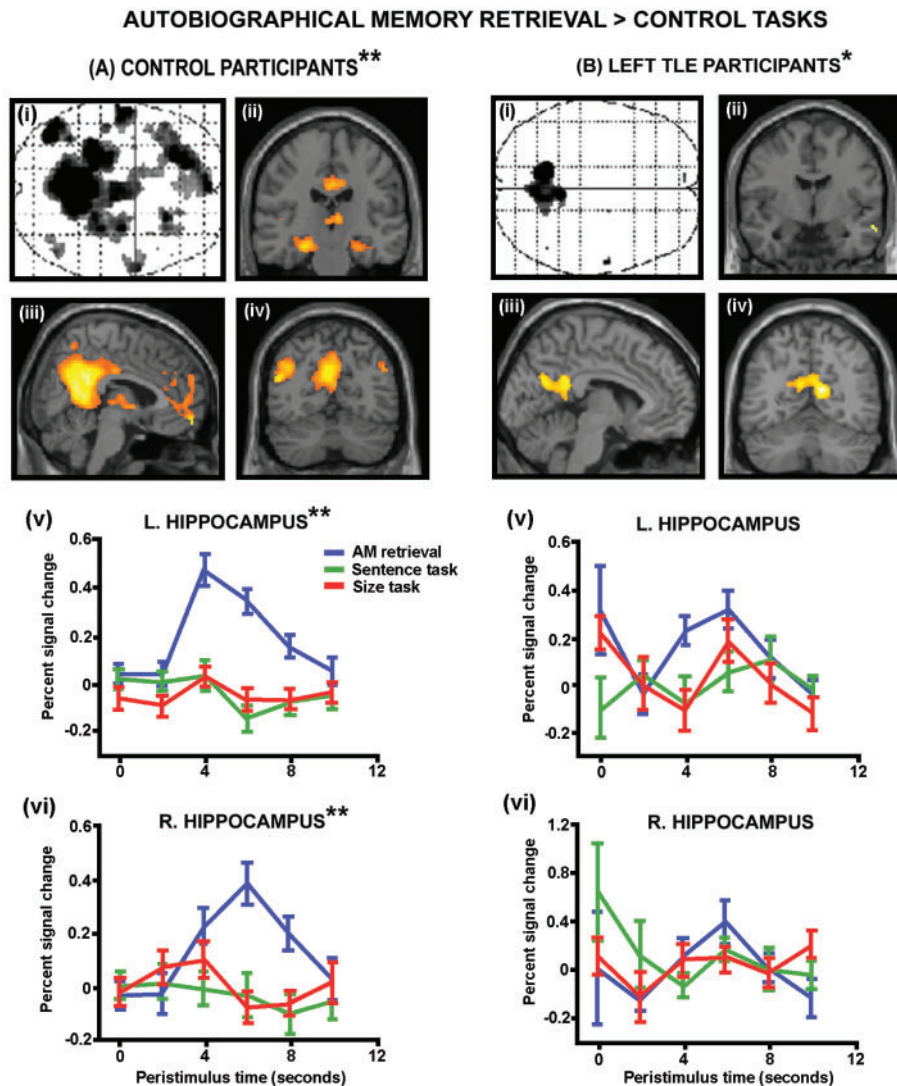 AUTOBIOGRAPHICAL MEMORY RETRIEVAL > CONTROL TASKS
(A) CONTROL PARTICIPANTS**
(B) LEFT TLE PARTICIPANTS*
(i)
(ii)
(i)
(ii)
(iii)
(iv)
(iii)
(iv)
(v)
L. HIPPOCAMPUS**
Percent signal change
0.6
0.4
0.2
0
-0.2
AM retrieval
Sentence task
Size task
0
4
8
12
(v)
L. HIPPOCAMPUS
Percent signal change
0.6
0.4
0.2
0
-0.2
0
4
8
12
(vi)
R. HIPPOCAMPUS**
Percent signal change
0.6
0.4
0.2
0
-0.2
0
4
8
12
Peristimulus time (seconds)
(vi)
R. HIPPOCAMPUS
Percent signal change
1.2
0.6
0.2
0
-0.2
0
4
8
12
Peristimulus time (seconds)